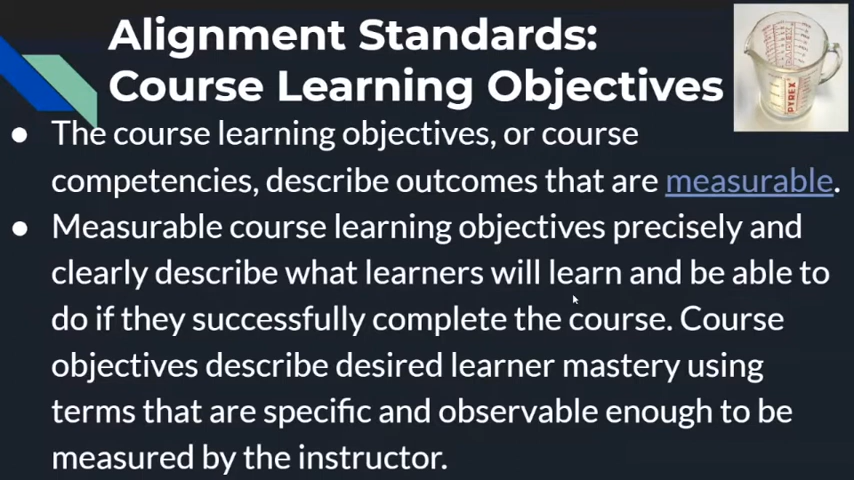 Alignment Standards:
Course Learning Objectives
PYREX
● The course learning objectives, or course
competencies, describe outcomes that are measurable.
● Measurable course learning objectives precisely and
clearly describe what learners will learn and be able to
do if they successfully complete the course. Course
objectives describe desired learner mastery using
terms that are specific and observable enough to be
measured by the instructor.